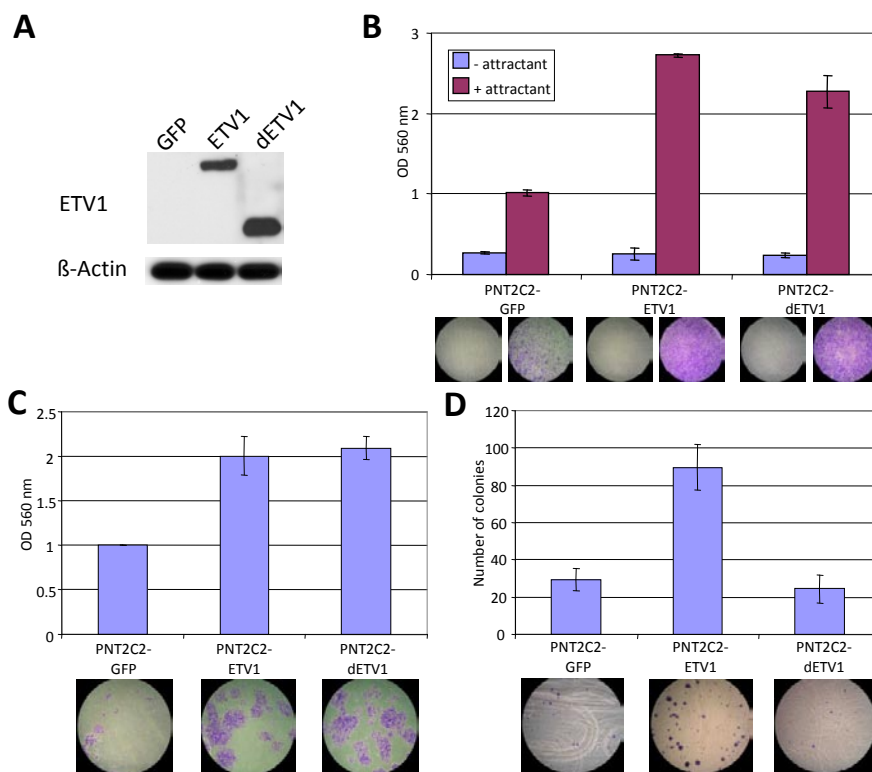 A
GFP
ETV1
dETV1
ETV1
ß-Actin
B
OD 560 nm
3
2
1
0
- attractant
+ attractant
PNT2C2-
GFP
PNT2C2-
ETV1
PNT2C2-
dETV1
C
OD 560 nm
2.5
2
1.5
1
0.5
0
PNT2C2-
GFP
PNT2C2-
ETV1
PNT2C2-
dETV1
D
Number of colonies
120
100
80
60
40
20
0
PNT2C2-
GFP
PNT2C2-
ETV1
PNT2C2-
dETV1